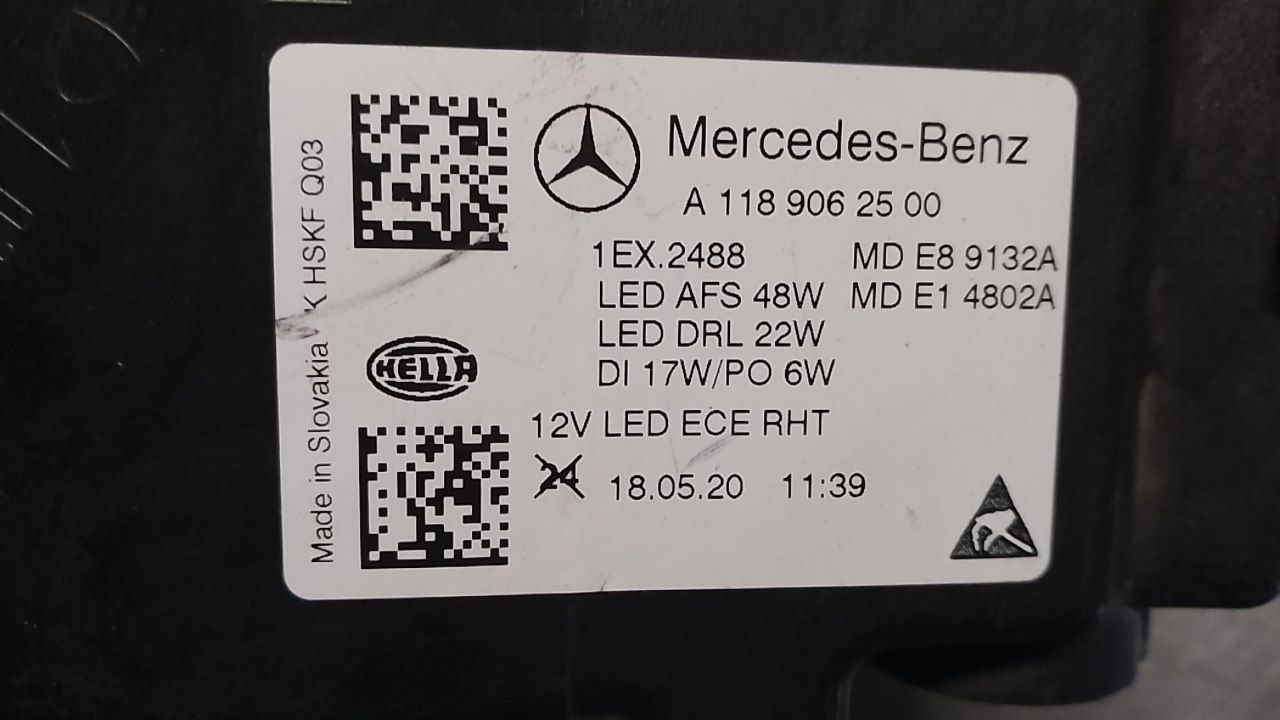 Mercedes-Benz
A 118 906 25 00
1EX.2488 MD E8 9132A
LED AFS 48W MD E1 4802A
LED DRL 22W
DI 17W/PO 6W
HELLA
12V LED ECE RHT
24 18.05.20 11:39
Made in Slovakia K HSKF Q03